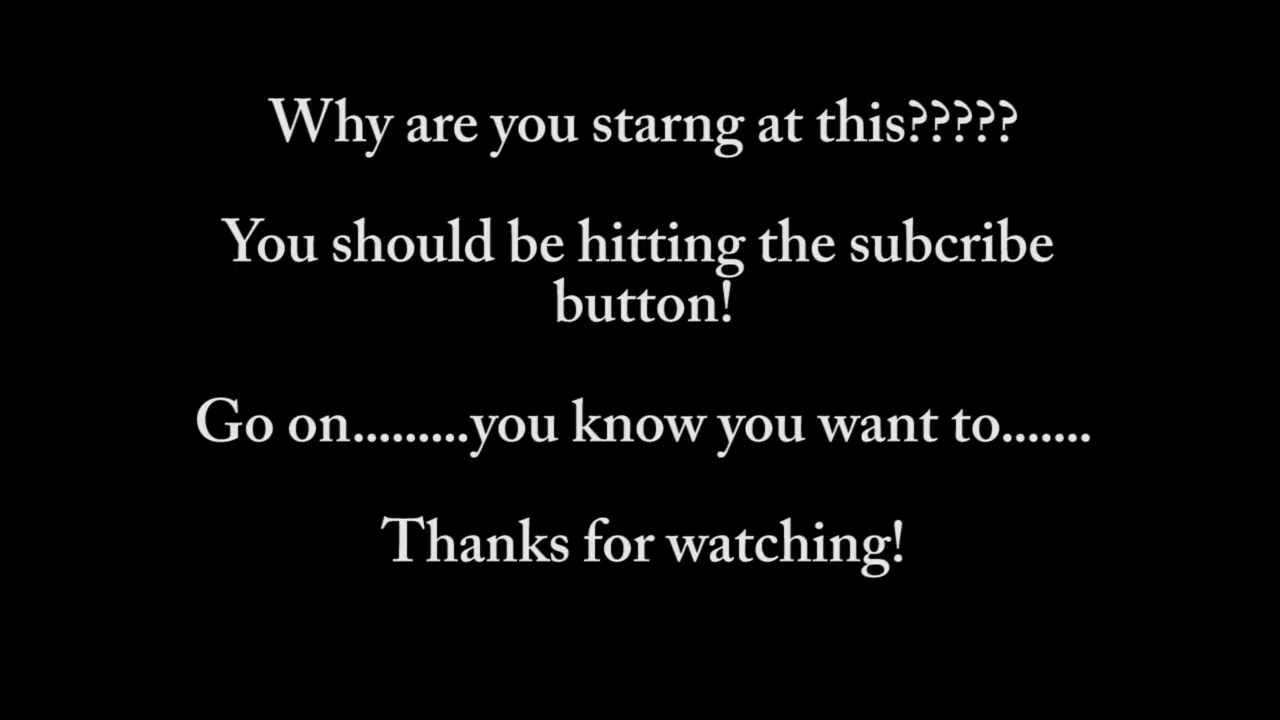 Why are you starng at this?????
You should be hitting the subcribe
button!
Go on.........you know you want to.......
Thanks for watching!